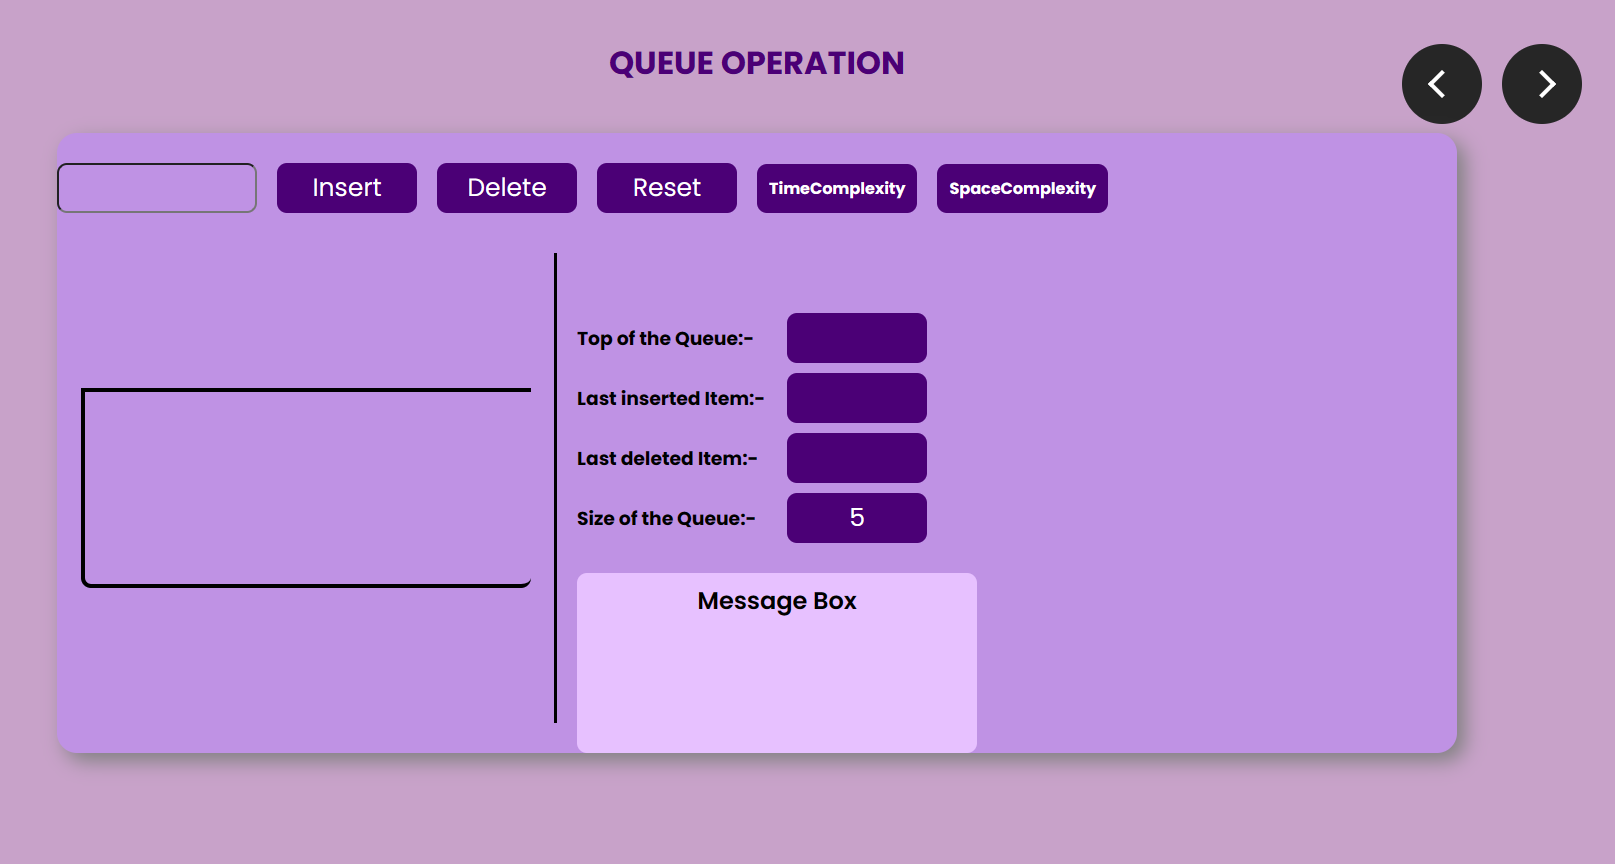 QUEUE OPERATION
Insert Delete Reset TimeComplexity SpaceComplexity
Top of the Queue:-
Last inserted Item:-
Last deleted Item:-
Size of the Queue:- 5
Message Box